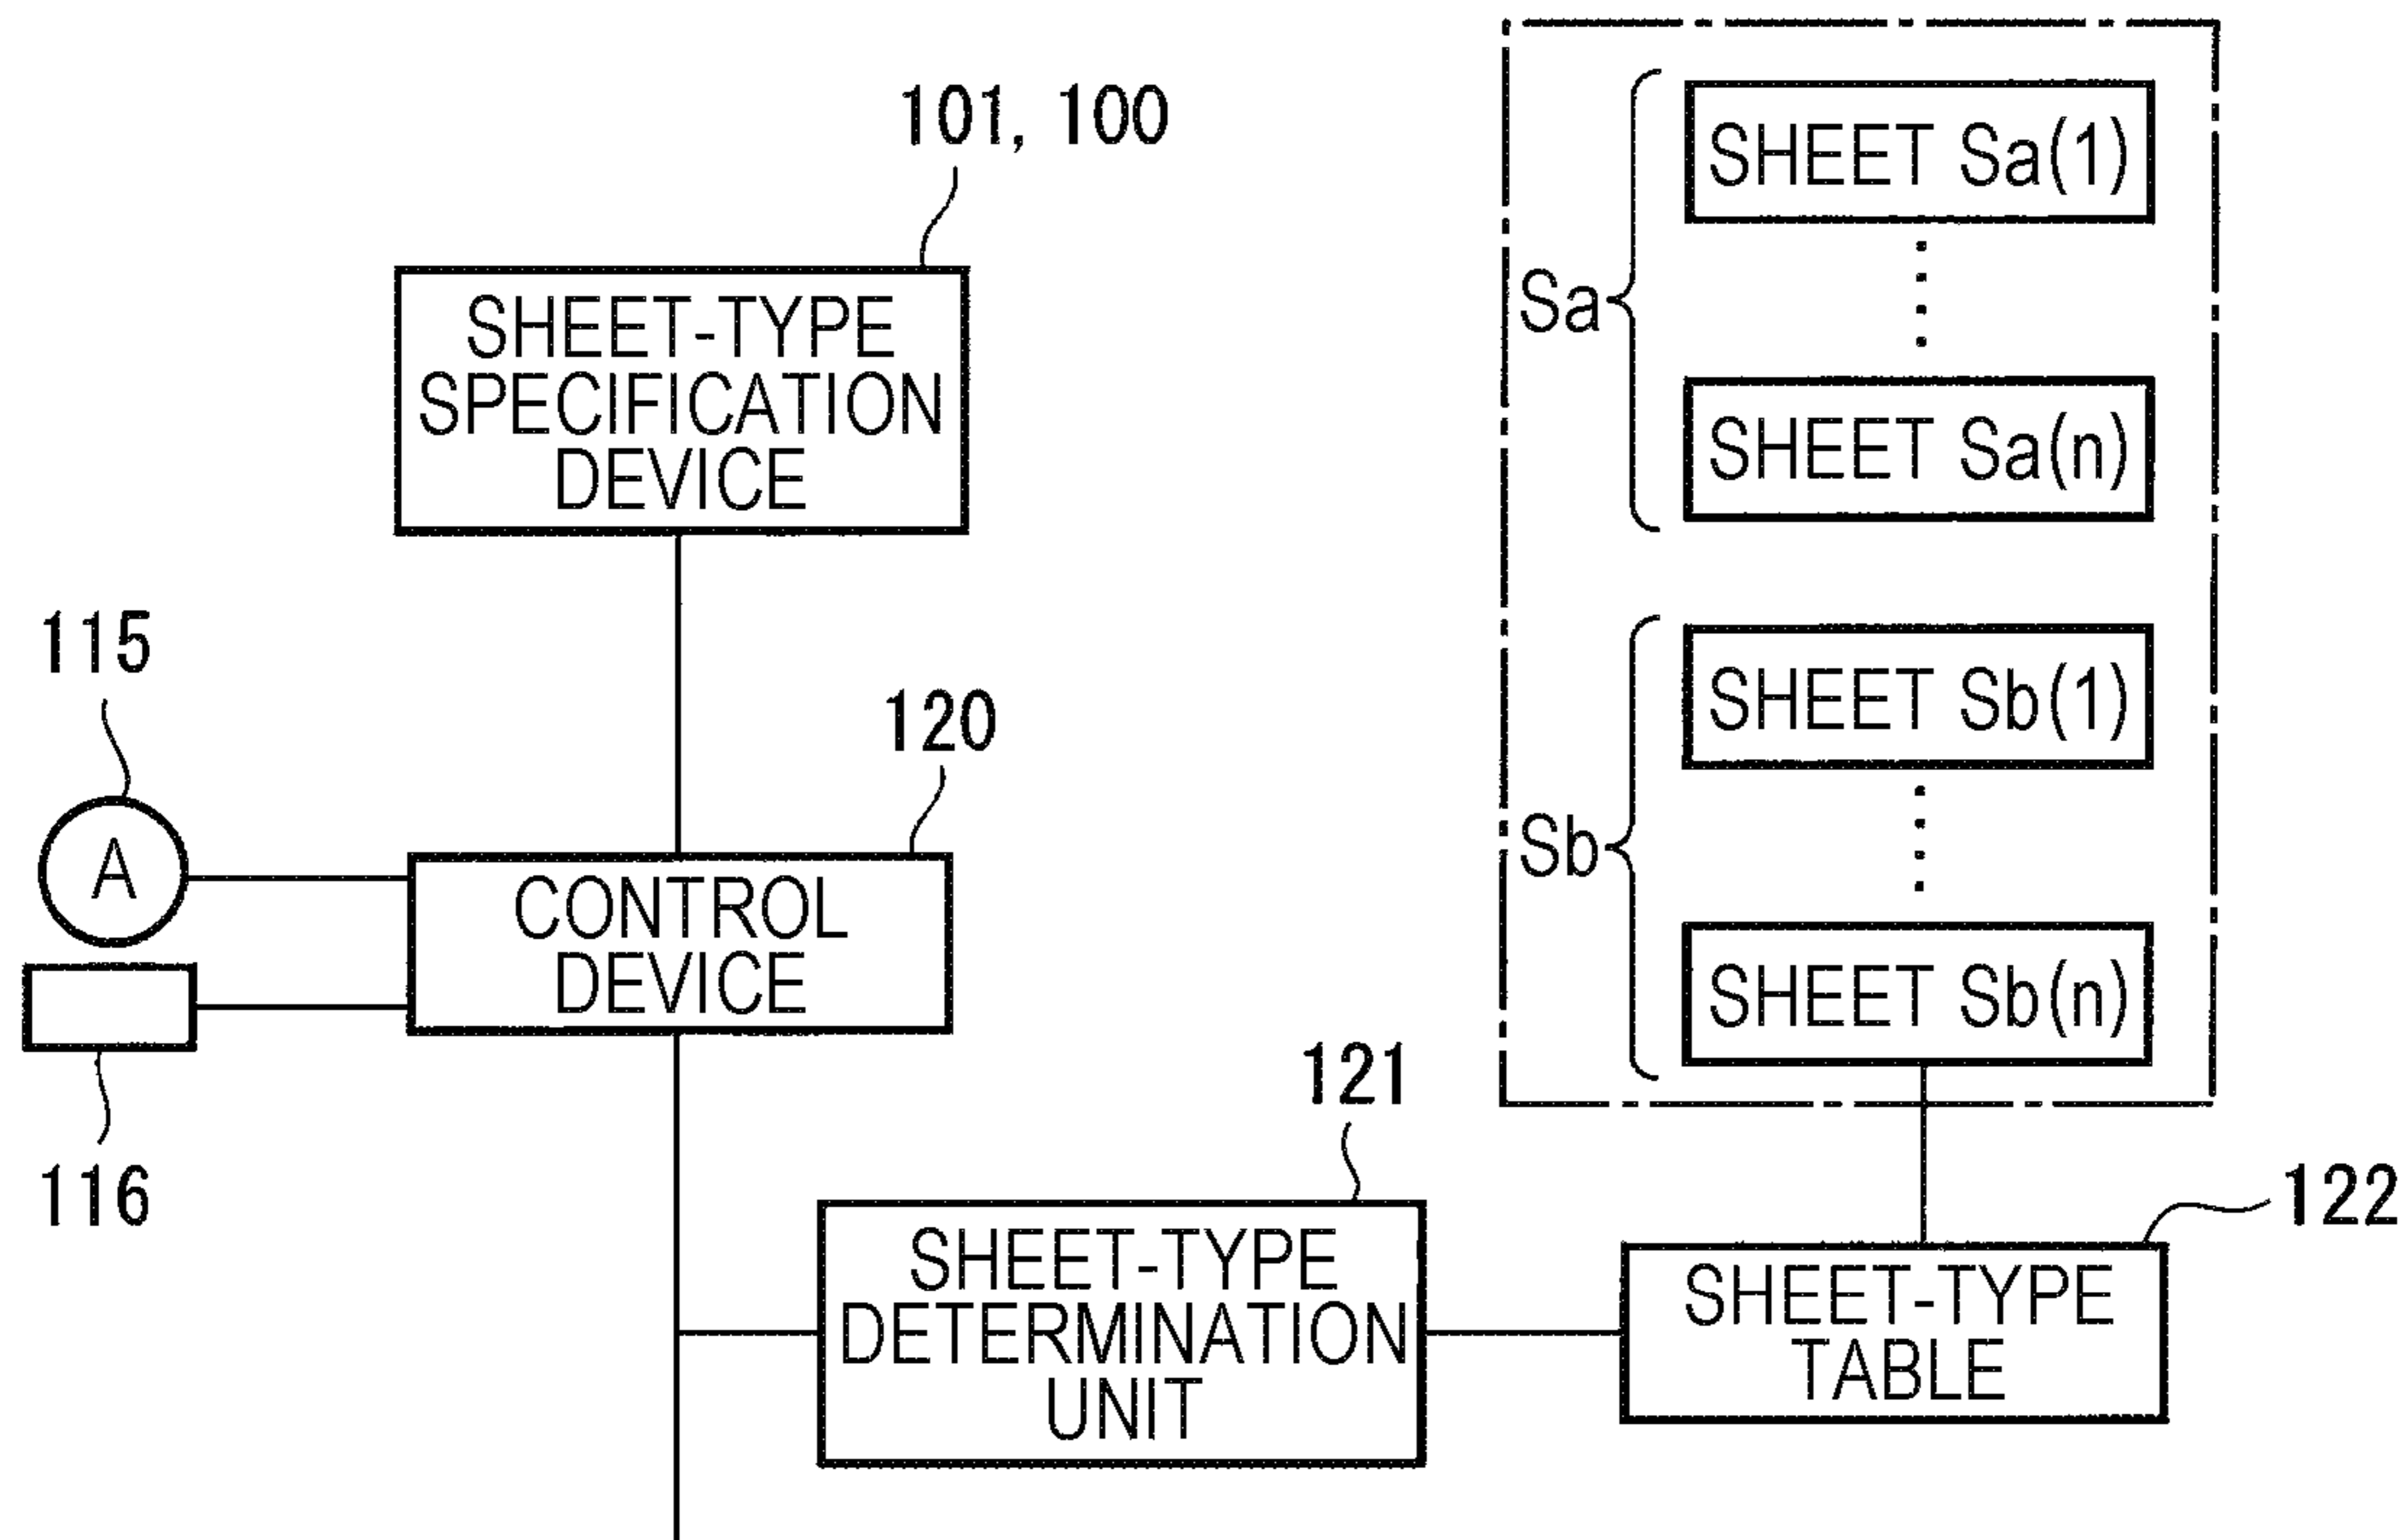 101, 100
SHEET-TYPE
SPECIFICATION
DEVICE
115
A
116
120
CONTROL
DEVICE
121
SHEET-TYPE
DETERMINATION
UNIT
Sa
SHEET Sa(1)
SHEET Sa(n)
Sb
SHEET Sb(1)
SHEET Sb(n)
122
SHEET-TYPE
TABLE